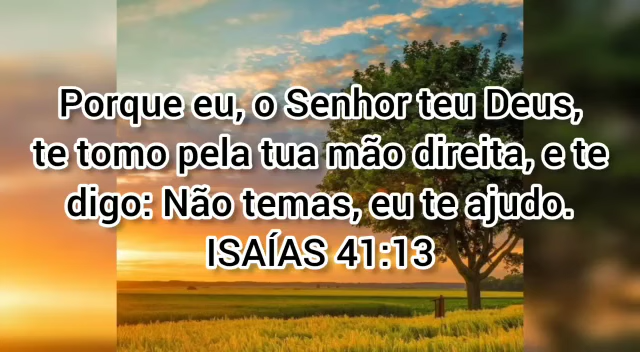 Porque eu, o Senhor teu Deus,
te tomo pela tua mão direita, e te
digo: Não temas, eu te ajudo.
ISAÍAS 41:13